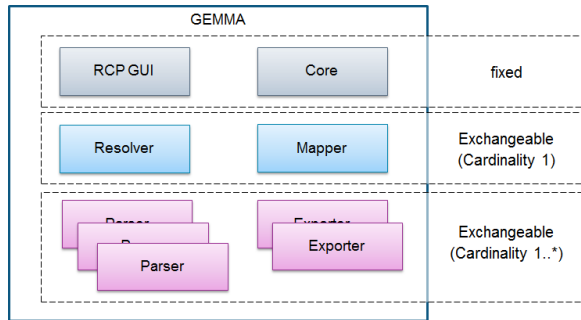 GEMMA
RCP GUI
Core
fixed
Resolver
Mapper
Exchangeable
(Cardinality 1)
Parser
Exporter
Parser
Exporter
Exchangeable
(Cardinality 1..*)